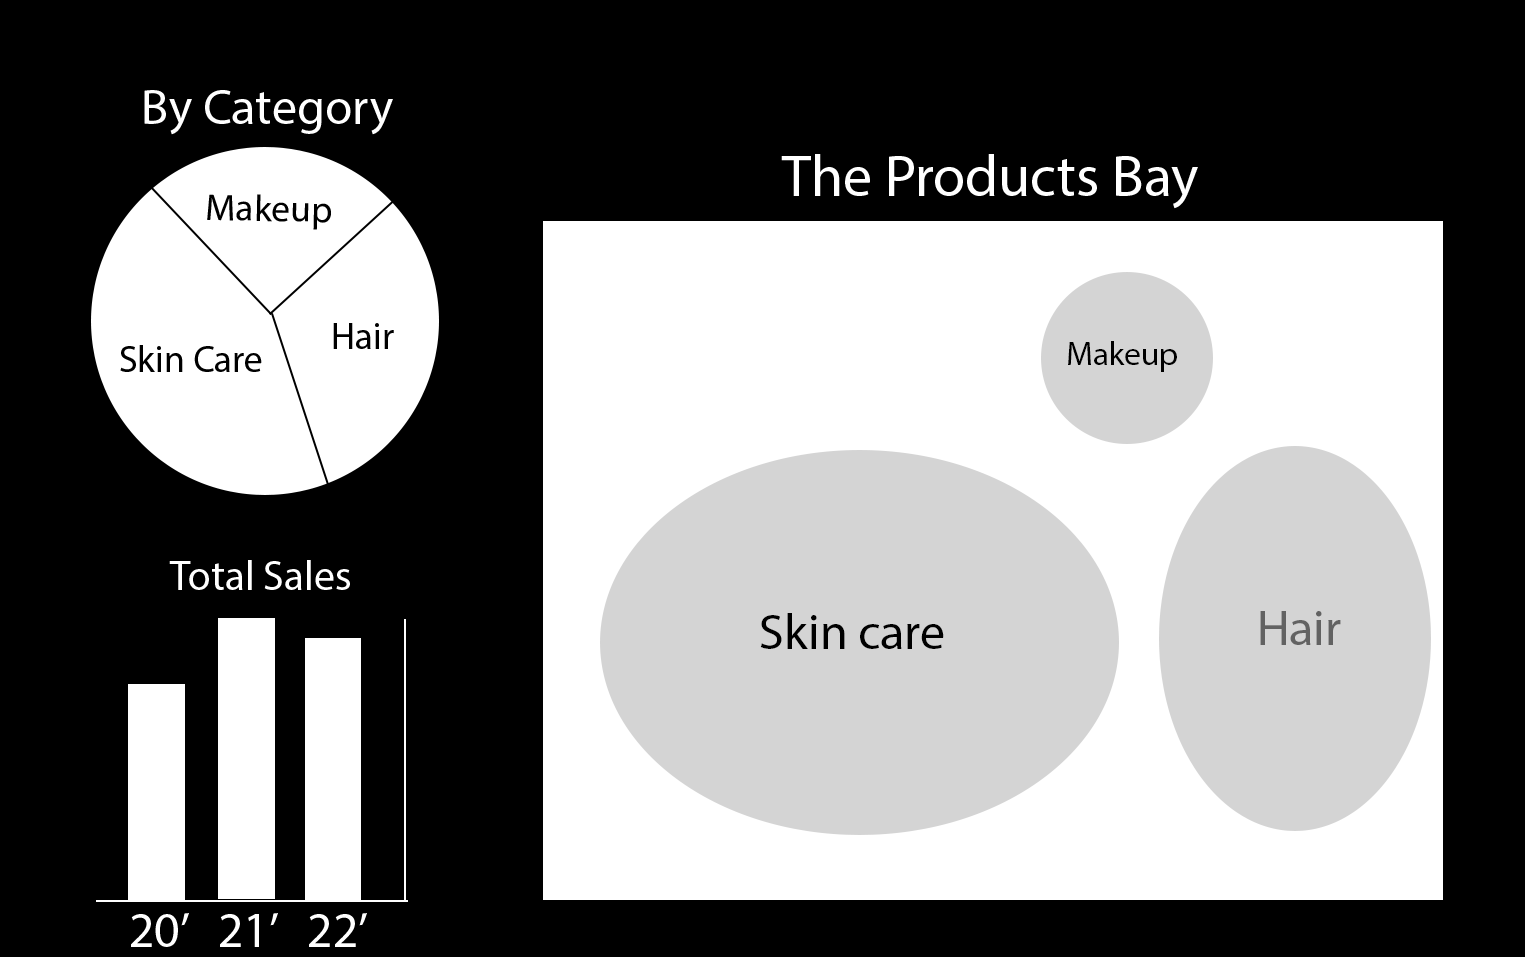 By Category
Makeup
Hair
Skin Care
Total Sales
20’ 21’ 22’
The Products Bay
Makeup
Skin care
Hair